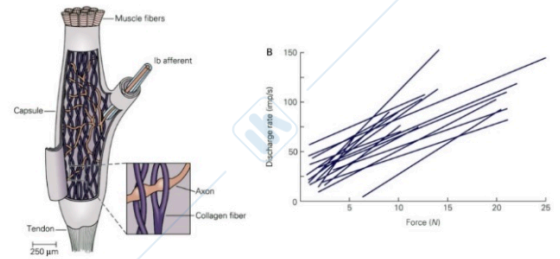 Muscle fibers
Ib afferent
Capsule
Axon
Collagen fiber
Tendon
250 μm
B
150
100
50
0
Discharge rate (imp/s)
5
10
15
20
25
Force (N)